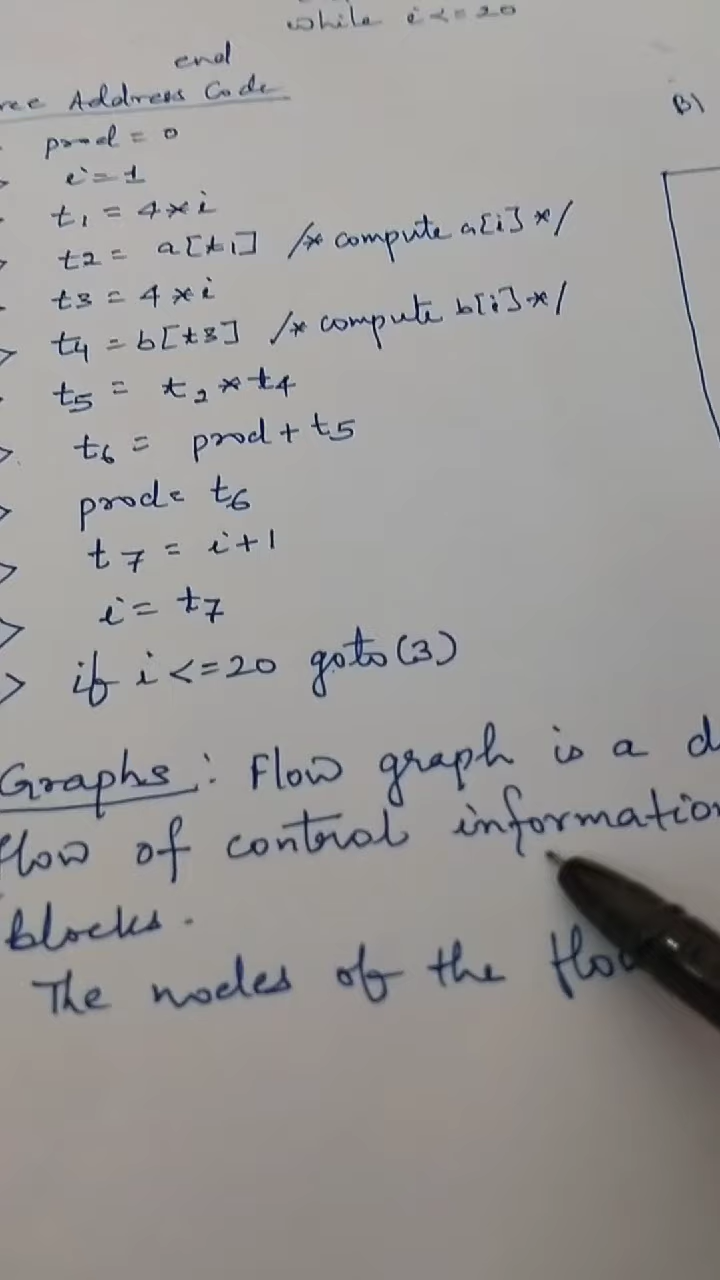 while i <= 20
end
ree Address Code
B)
prod = 0
i = 1
t1 = 4 * i
t2 = a[t1] /* compute a[i] */
t3 = 4 * i
t4 = b[t3] /* compute b[i] */
t5 = t2 * t4
t6 = prod + t5
prod = t6
t7 = i+1
i = t7
if i <= 20 goto (3)
Graphs : Flow graph is a d
flow of control information
blocks.
The nodes of the flo